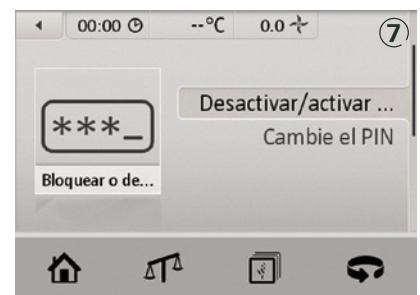 00:00 --°C 0.0 7
***_
Desactivar/activar ...
Cambie el PIN
Bloquear o de...